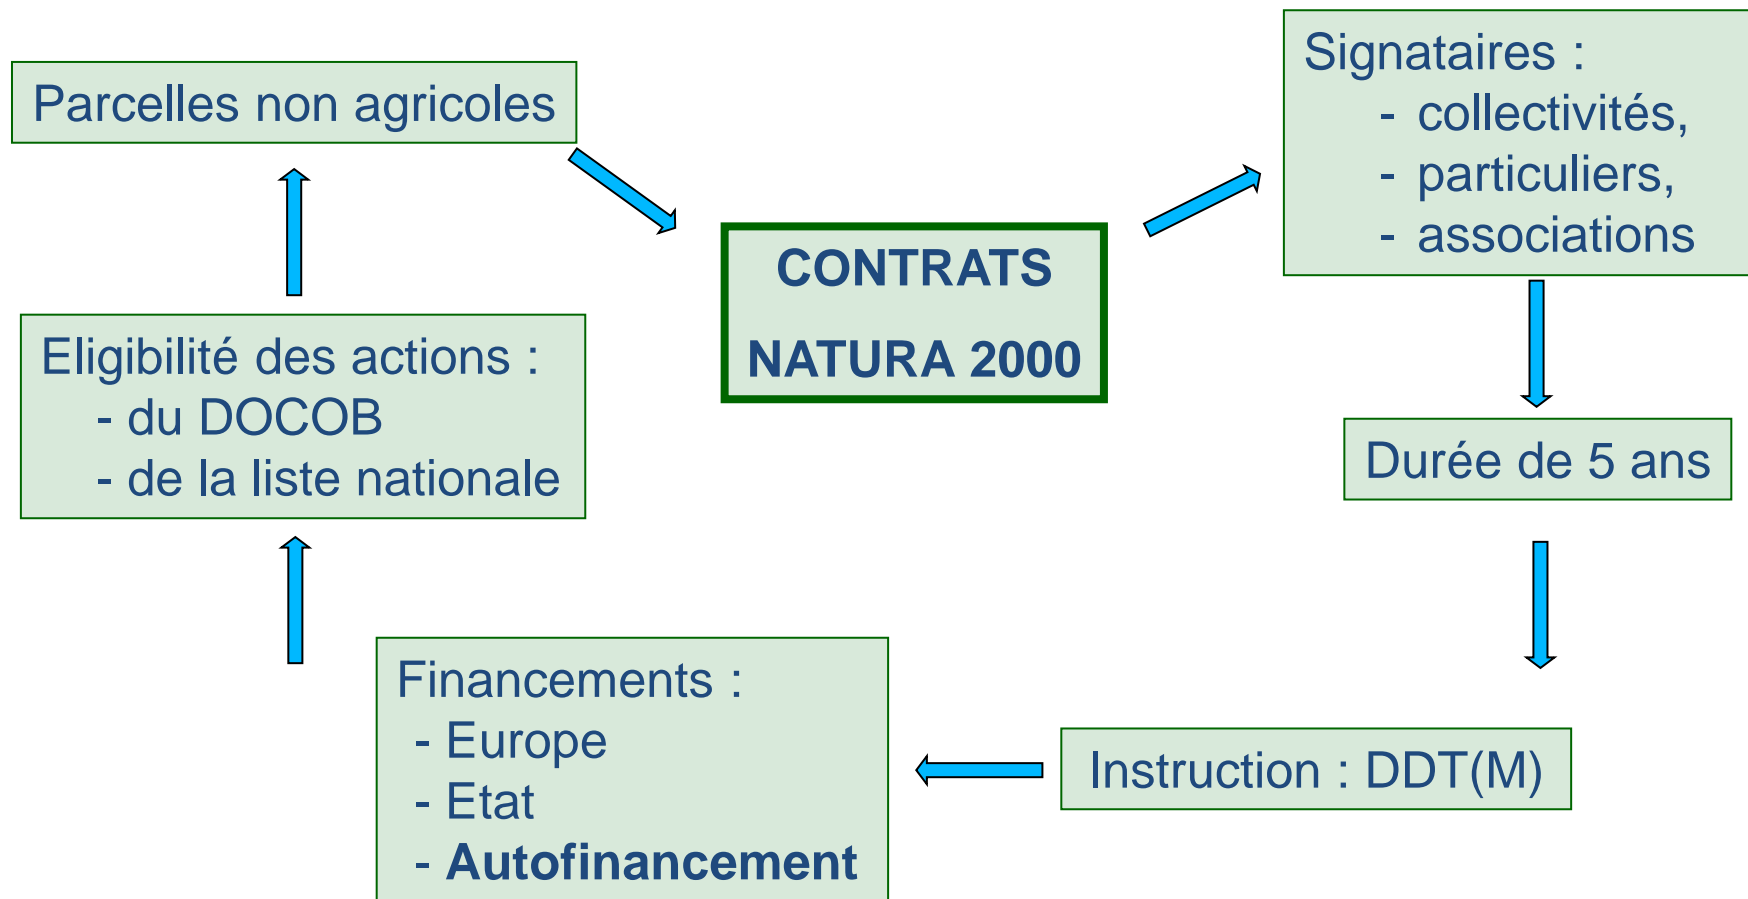 Parcelles non agricoles
CONTRATS
NATURA 2000
Signataires :
- collectivités,
- particuliers,
- associations
Durée de 5 ans
Instruction : DDT(M)
Financements :
- Europe
- Etat
- Autofinancement
Eligibilité des actions :
- du DOCOB
- de la liste nationale